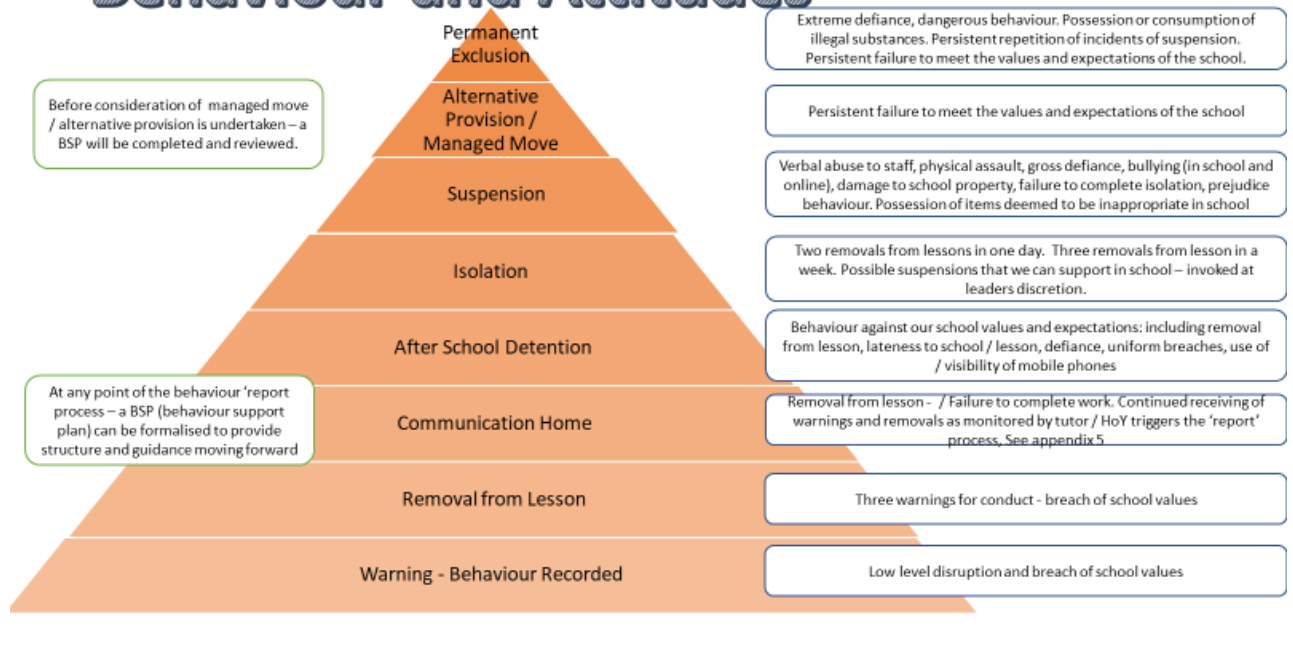 Behaviour and Attitudes
Permanent
Exclusion
Extreme defiance, dangerous behaviour. Possession or consumption of
illegal substances. Persistent repetition of incidents of suspension.
Persistent failure to meet the values and expectations of the school.
Before consideration of managed move
/ alternative provision is undertaken – a
BSP will be completed and reviewed.
Alternative
Provision /
Managed Move
Persistent failure to meet the values and expectations of the school
Suspension
Verbal abuse to staff, physical assault, gross defiance, bullying (in school and
online), damage to school property, failure to complete isolation, prejudice
behaviour. Possession of items deemed to be inappropriate in school
Isolation
Two removals from lessons in one day. Three removals from lesson in a
week. Possible suspensions that we can support in school – invoked at
leaders discretion.
After School Detention
Behaviour against our school values and expectations: including removal
from lesson, lateness to school / lesson, defiance, uniform breaches, use of
/ visibility of mobile phones
At any point of the behaviour 'report
process – a BSP (behaviour support
plan) can be formalised to provide
structure and guidance moving forward
Communication Home
Removal from lesson - / Failure to complete work. Continued receiving of
warnings and removals as monitored by tutor / HoY triggers the 'report'
process, See appendix 5
Removal from Lesson
Three warnings for conduct - breach of school values
Warning - Behaviour Recorded
Low level disruption and breach of school values